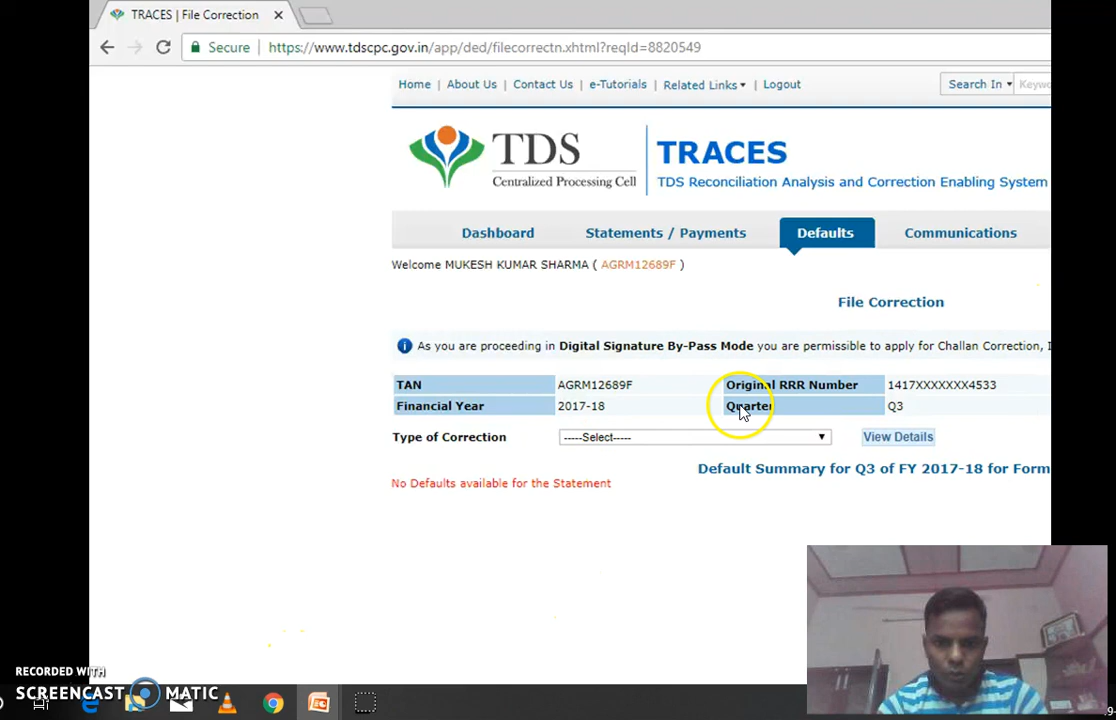 TRACES | File Correction
Secure | https://www.tdscpc.gov.in/app/ded/filecorrectn.xhtml?reqId=8820549
Home | About Us | Contact Us | e-Tutorials | Related Links | Logout
Search In
TDS
Centralized Processing Cell
TRACES
TDS Reconciliation Analysis and Correction Enabling System
Dashboard Statements / Payments Defaults Communications
Welcome MUKESH KUMAR SHARMA ( AGRM12689F )
File Correction
As you are proceeding in Digital Signature By-Pass Mode you are permissible to apply for Challan Correction,
TAN AGRM12689F Original RRR Number 1417XXXXXXX4533
Financial Year 2017-18 Quarter Q3
Type of Correction -----Select----- View Details
Default Summary for Q3 of FY 2017-18 for Form
No Defaults available for the Statement
RECORDED WITH
SCREENCAST MATIC